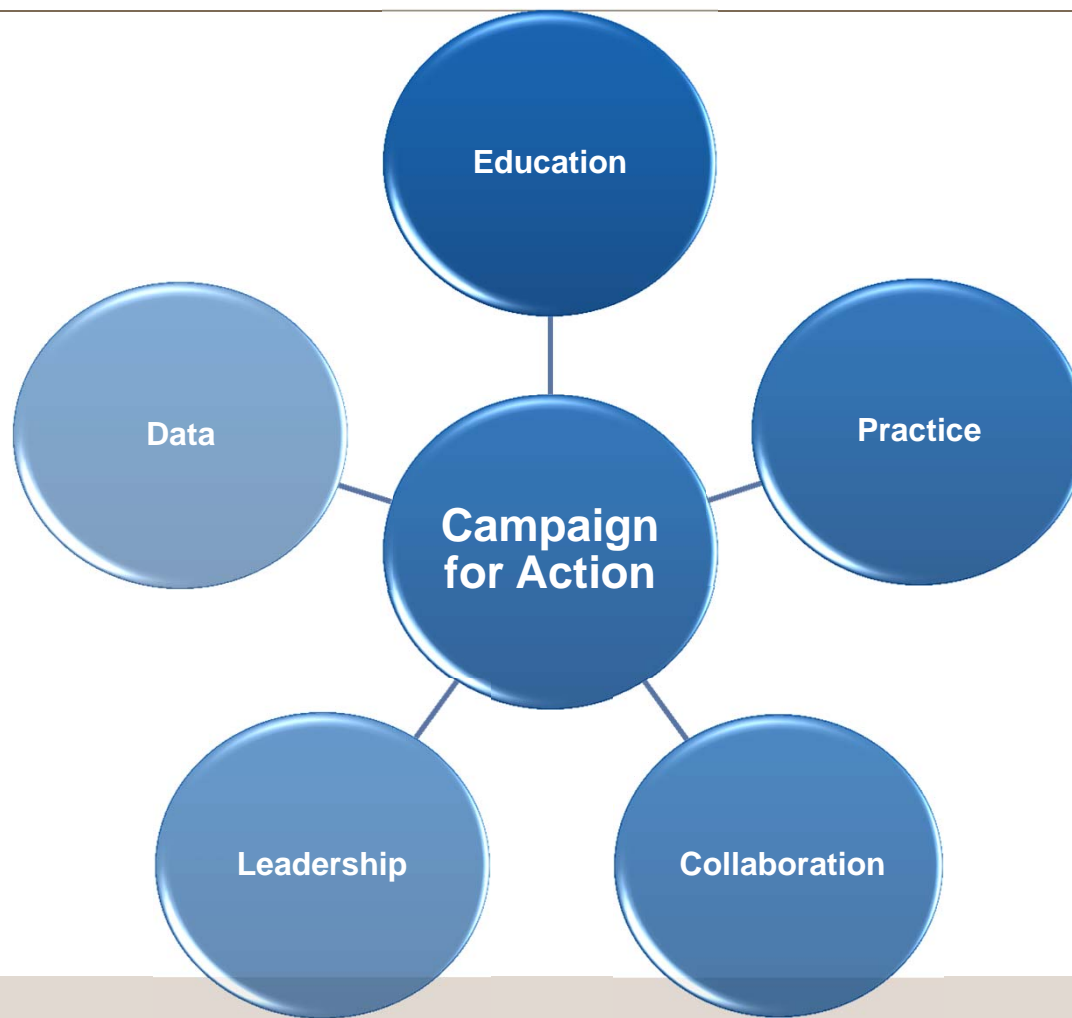 Education
Data
Practice
Campaign
for Action
Leadership
Collaboration